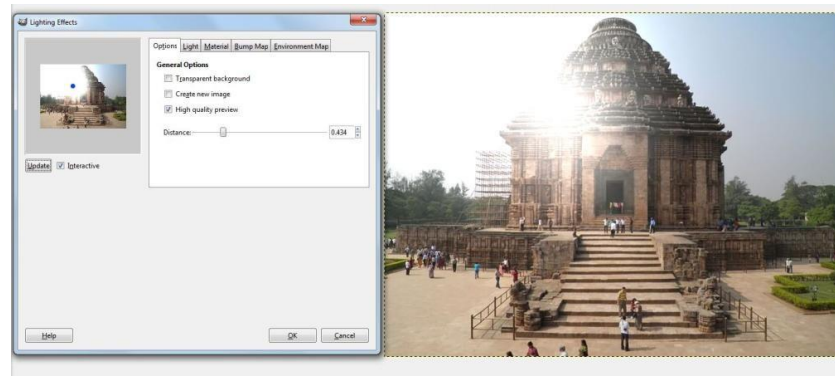 Lighting Effects
Options Light Material Bump Map Environment Map
General Options
Transparent background
Create new image
High quality preview
Distance: 0.434
Update Interactive
Help OK Cancel